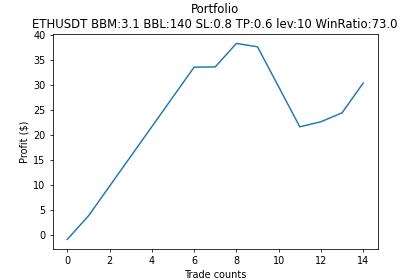 Portfolio
ETHUSDT BBM:3.1 BBL:140 SL:0.8 TP:0.6 lev:10 WinRatio:73.0
40
35
30
25
20
15
10
5
0
Profit ($)
0 2 4 6 8 10 12 14
Trade counts